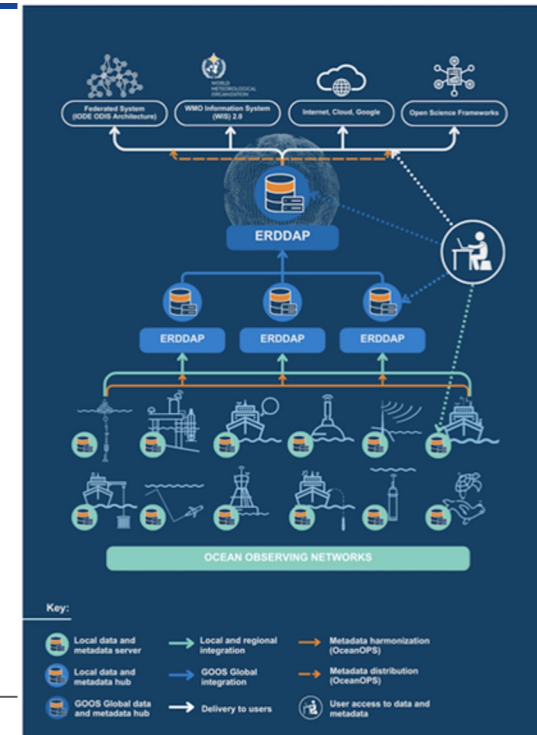 WORLD
METEOROLOGICAL
ORGANIZATION
Federated System
(IODE ODIS Architecture)
WMO Information System
(WIS) 2.0
Internet, Cloud, Google
Open Science Frameworks
ERDDAP
ERDDAP
ERDDAP
ERDDAP
OCEAN OBSERVING NETWORKS
Key:
Local data and
metadata server
Local and regional
integration
Metadata harmonization
(OceanOPS)
Local data and
metadata hub
GOOS Global
integration
Metadata distribution
(OceanOPS)
GOOS Global data
and metadata hub
Delivery to users
User access to data and
metadata